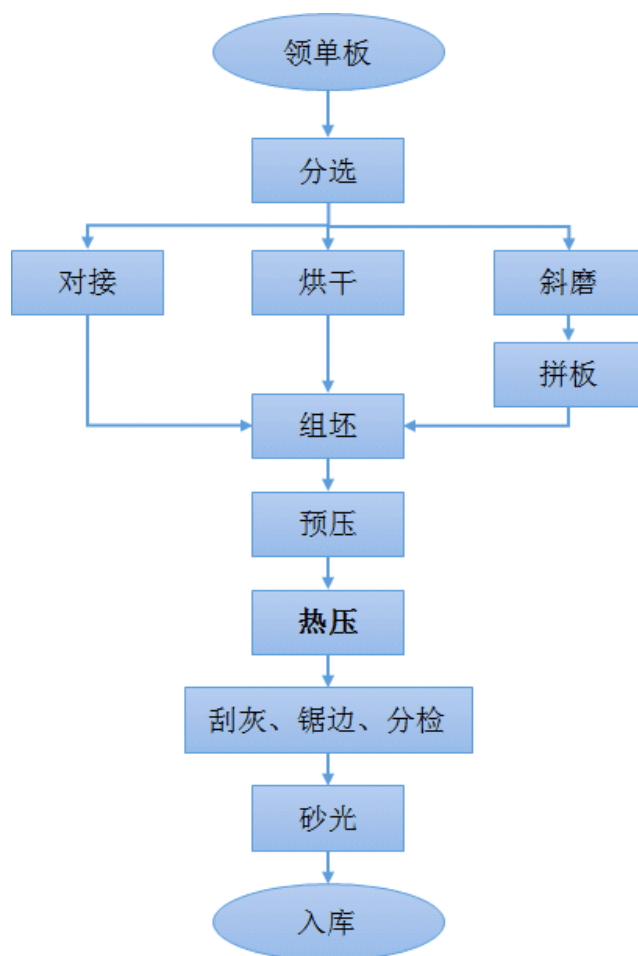 领单板
分选
对接
烘干
斜磨
拼板
组坯
预压
热压
刮灰、锯边、分检
砂光
入库